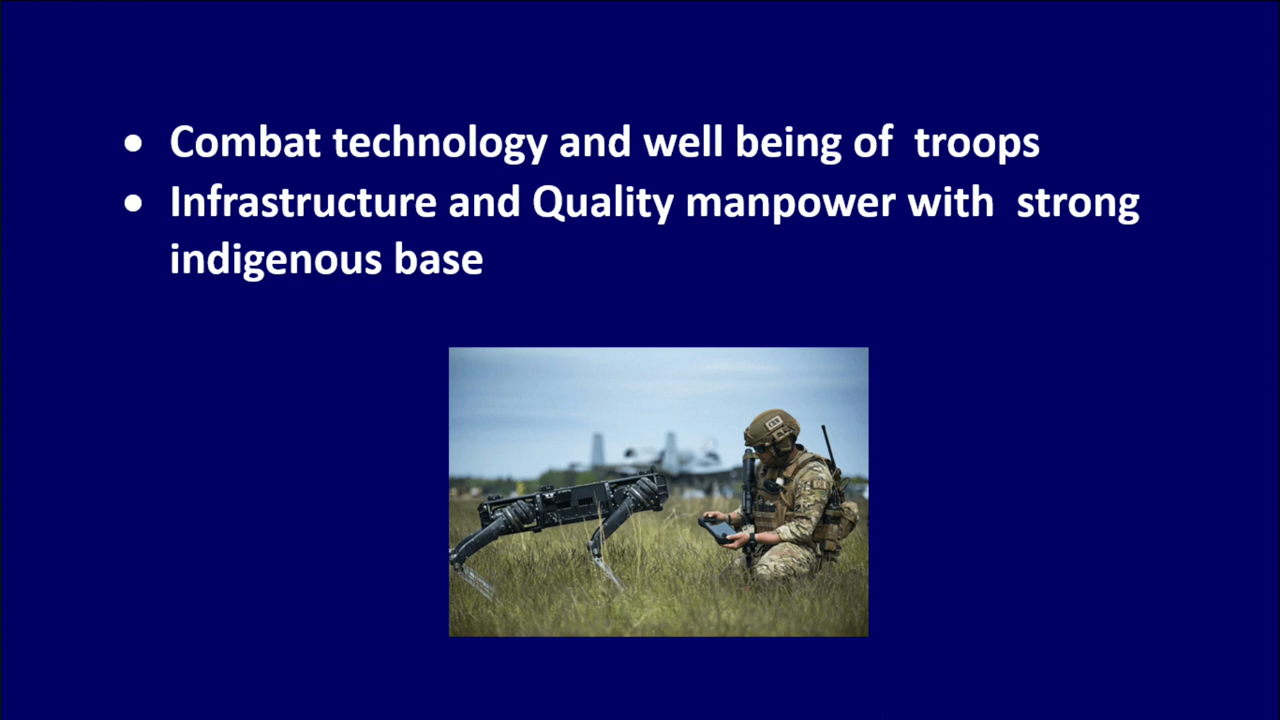 • Combat technology and well being of  troops
• Infrastructure and Quality manpower with  strong
indigenous base